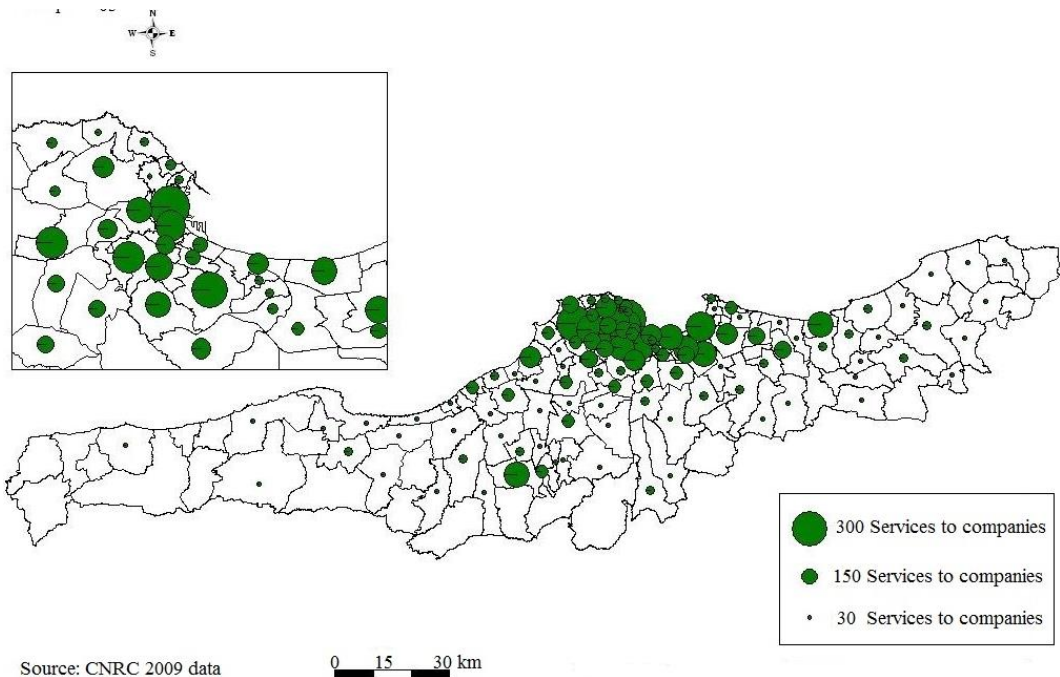 N
W E
S
300 Services to companies
150 Services to companies
30 Services to companies
Source: CNRC 2009 data
0 15 30 km